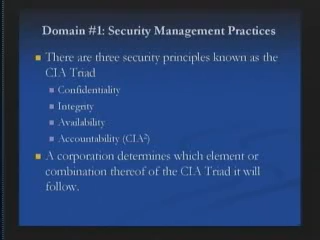 Domain #1: Security Management Practices
There are three security principles known as the
CIA Triad
Confidentiality
Integrity
Availability
Accountability (CIA²)
A corporation determines which element or
combination thereof of the CIA Triad it will
follow.